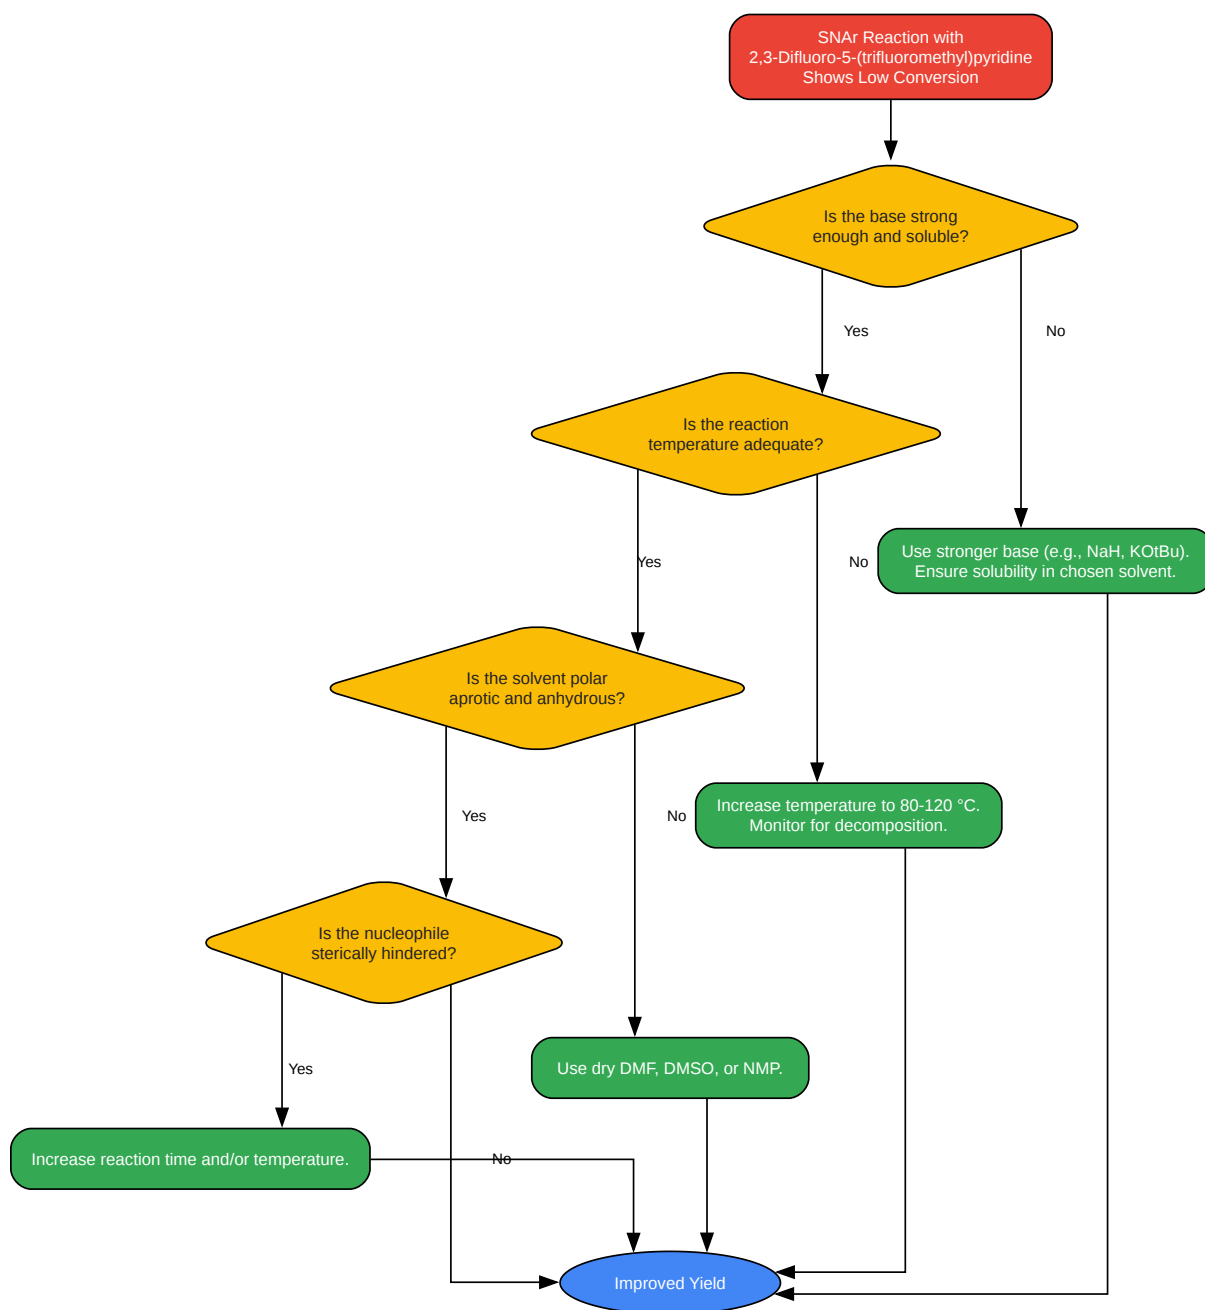 SNAr Reaction with
2,3-Difluoro-5-(trifluoromethyl)pyridine
Shows Low Conversion
Is the base strong
enough and soluble?
Yes
No
Is the reaction
temperature adequate?
Yes
No
Use stronger base (e.g., NaH, KOtBu).
Ensure solubility in chosen solvent.
Is the solvent polar
aprotic and anhydrous?
Yes
No
Increase temperature to 80-120 °C.
Monitor for decomposition.
Is the nucleophile
sterically hindered?
Yes
Use dry DMF, DMSO, or NMP.
Increase reaction time and/or temperature.
No
Improved Yield